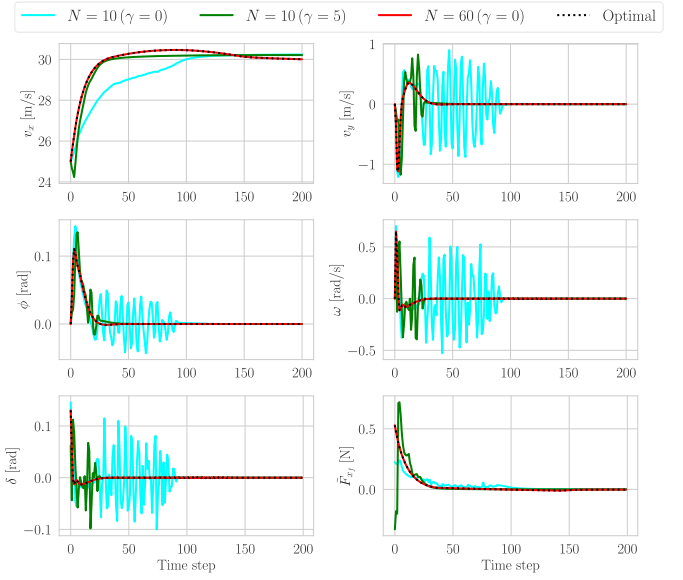 N = 10 (γ = 0) N = 10 (γ = 5) N = 60 (γ = 0) Optimal
30
28
26
24
v_x [m/s]
0 50 100 150 200
1
0
−1
v_y [m/s]
0 50 100 150 200
0.1
0.0
ϕ [rad]
0 50 100 150 200
0.5
0.0
−0.5
ω [rad/s]
0 50 100 150 200
0.1
0.0
−0.1
δ [rad]
0 50 100 150 200
Time step
0.5
0.0
F̃_{x_f} [N]
0 50 100 150 200
Time step